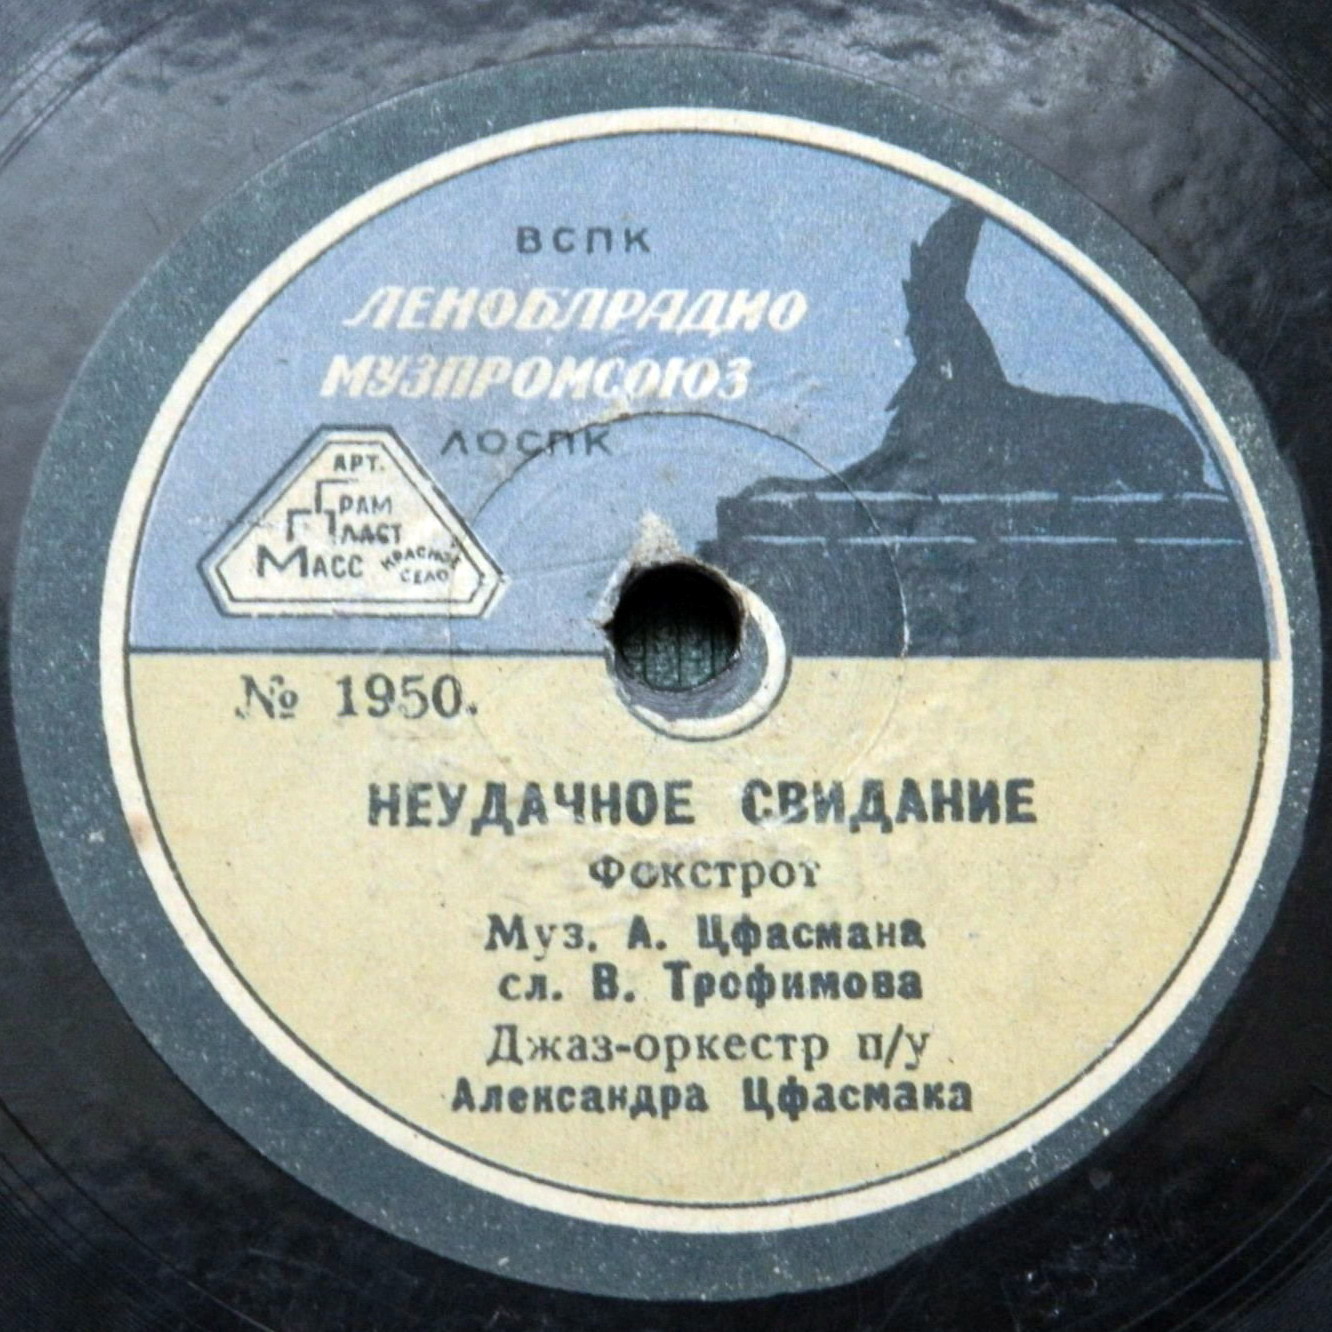 ВСПК
ЛЕНОБЛРАДИО
МУЗПРОМСОЮЗ
ЛОСПК
АРТ.
ГРАМ
ПЛАСТ
МАСС
КРАСНОЕ
СЕЛО
№ 1950.
НЕУДАЧНОЕ СВИДАНИЕ
Фокстрот
Муз. А. Цфасмана
сл. В. Трофимова
Джаз-оркестр п/у
Александра Цфасмака